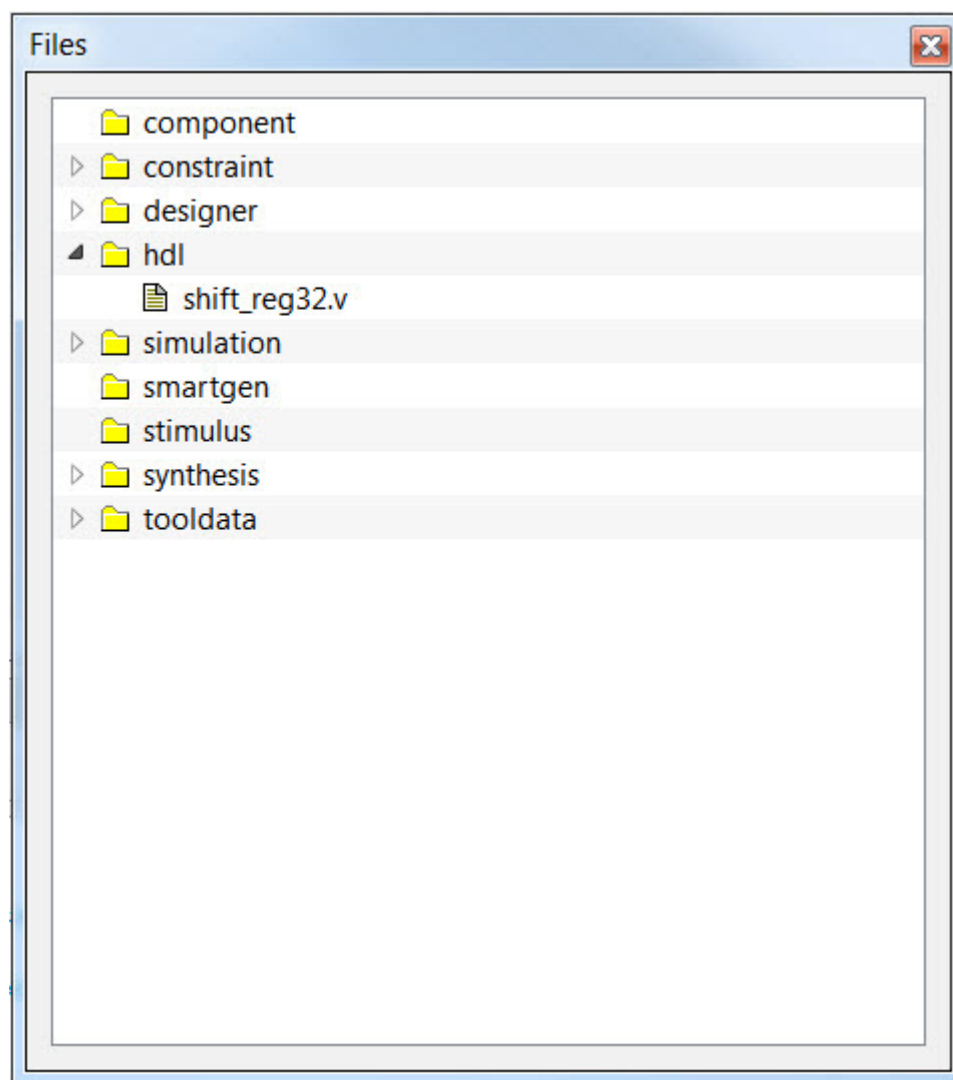 Files
component
constraint
designer
hdl
shift_reg32.v
simulation
smartgen
stimulus
synthesis
tooldata